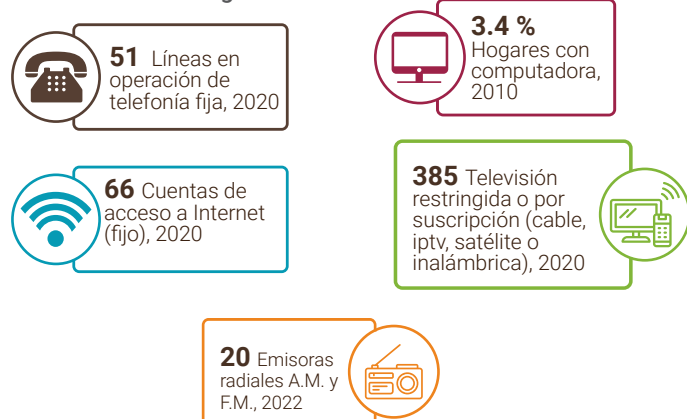 51 Líneas en
operación de
telefonía fija, 2020
3.4 %
Hogares con
computadora,
2010
66 Cuentas de
acceso a Internet
(fijo), 2020
385 Televisión
restringida o por
suscripción (cable,
iptv, satélite o
inalámbrica), 2020
20 Emisoras
radiales A.M. y
F.M., 2022